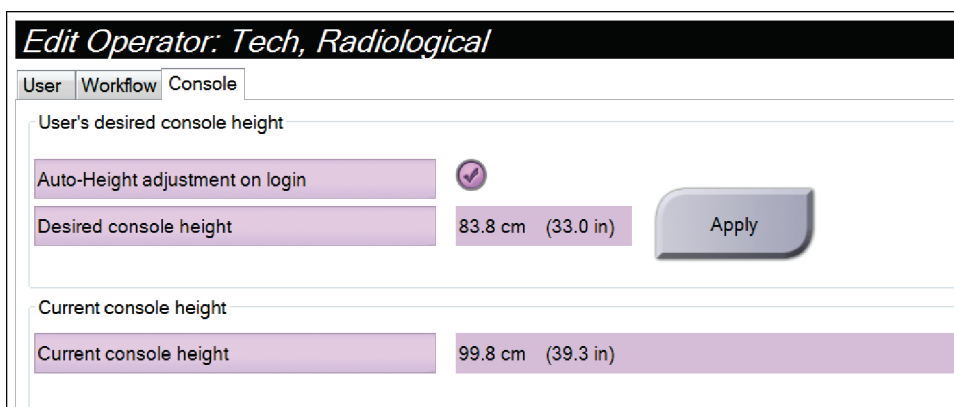 Edit Operator: Tech, Radiological
User Workflow Console
User's desired console height
Auto-Height adjustment on login
Desired console height 83.8 cm (33.0 in) Apply
Current console height
Current console height 99.8 cm (39.3 in)